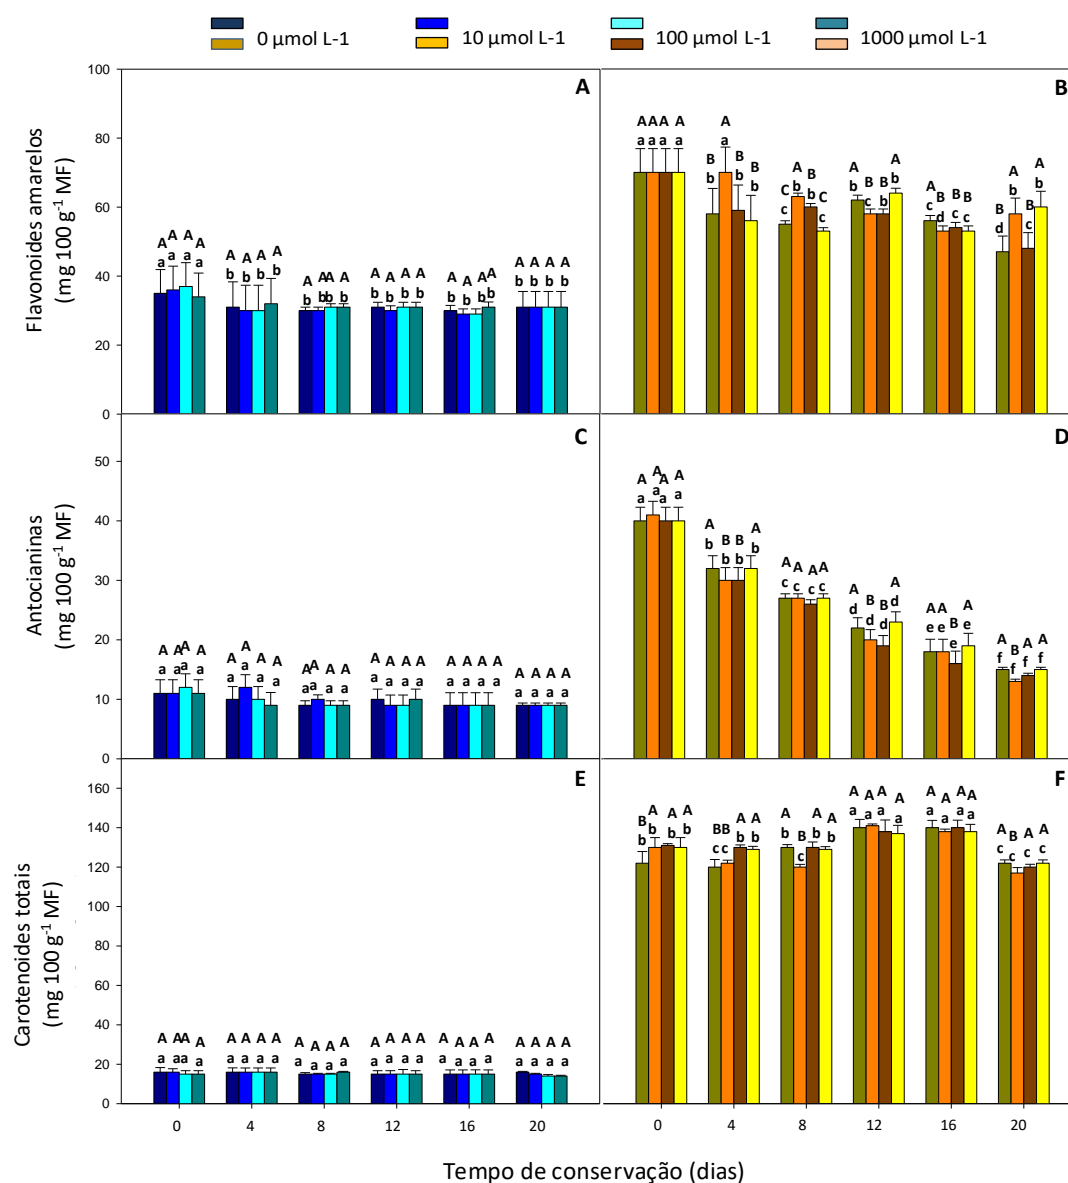 0 µmol L-1 10 µmol L-1 100 µmol L-1 1000 µmol L-1
Flavonoides amarelos
(mg 100 g-1 MF)
100
80
60
40
20
0
A
A A A A
a a a a
A A A A
b b b b
A A A A
b b b b
A A A A
b b b b
A A A A
b b b b
A A A A
b b b b
B
A A A A
a a a a
B A B B
b a b b
C A B C
c b b c
A B B A
b c b b
A B B B
c d c c
B A B A
d b c b
Antocianinas
(mg 100 g-1 MF)
50
40
30
20
10
0
C
A A A A
a a a a
A A A A
a a a a
A A A A
a a a a
A A A A
a a a a
A A A A
a a a a
A A A A
a a a a
D
A A A A
a a a a
A B B A
b b b b
A A A A
c c c c
A B B A
d d d d
A A B A
e e e e
A B A A
f f f f
Carotenoides totais
(mg 100 g-1 MF)
160
140
120
100
80
60
40
20
0
E
A A A A
a a a a
A A A A
a a a a
A A A A
a a a a
A A A A
a a a a
A A A A
a a a a
A A A A
a a a a
F
B A A A
b b b b
B B A A
c c b b
A B A A
b c b b
A A A A
a a a a
A A A A
a a a a
A B A A
c c c c
0 4 8 12 16 20
0 4 8 12 16 20
Tempo de conservação (dias)